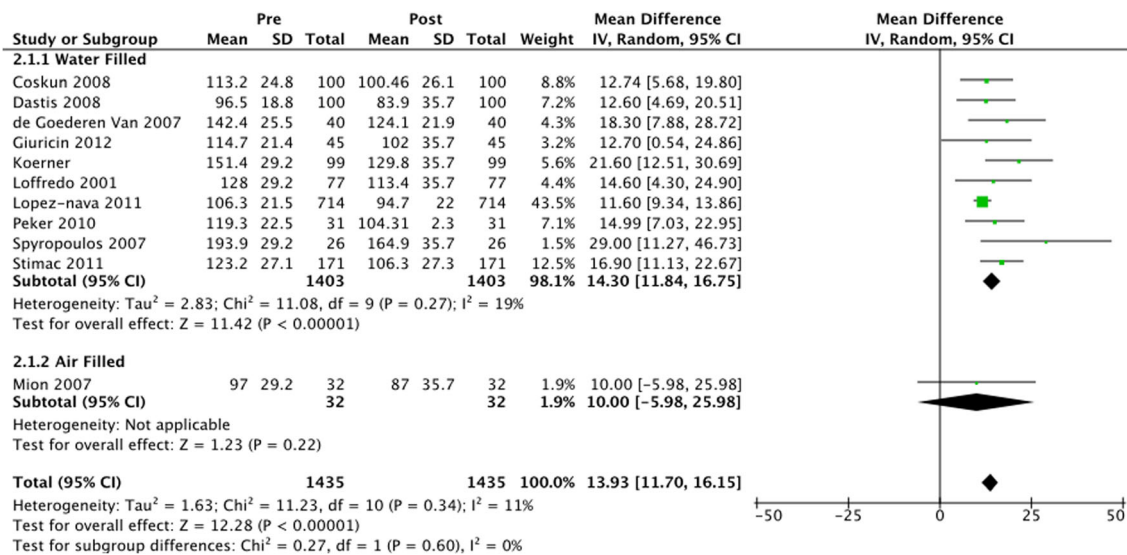 Pre Post Mean Difference Mean Difference
Study or Subgroup Mean SD Total Mean SD Total Weight IV, Random, 95% CI IV, Random, 95% CI
2.1.1 Water Filled
Coskun 2008 113.2 24.8 100 100.46 26.1 100 8.8% 12.74 [5.68, 19.80]
Dastis 2008 96.5 18.8 100 83.9 35.7 100 7.2% 12.60 [4.69, 20.51]
de Goederen Van 2007 142.4 25.5 40 124.1 21.9 40 4.3% 18.30 [7.88, 28.72]
Giuricin 2012 114.7 21.4 45 102 35.7 45 3.2% 12.70 [0.54, 24.86]
Koerner 151.4 29.2 99 129.8 35.7 99 5.6% 21.60 [12.51, 30.69]
Loffredo 2001 128 29.2 77 113.4 35.7 77 4.4% 14.60 [4.30, 24.90]
Lopez-nava 2011 106.3 21.5 714 94.7 22 714 43.5% 11.60 [9.34, 13.86]
Peker 2010 119.3 22.5 31 104.31 2.3 31 7.1% 14.99 [7.03, 22.95]
Spyropoulos 2007 193.9 29.2 26 164.9 35.7 26 1.5% 29.00 [11.27, 46.73]
Stimac 2011 123.2 27.1 171 106.3 27.3 171 12.5% 16.90 [11.13, 22.67]
Subtotal (95% CI) 1403 1403 98.1% 14.30 [11.84, 16.75]
Heterogeneity: Tau² = 2.83; Chi² = 11.08, df = 9 (P = 0.27); I² = 19%
Test for overall effect: Z = 11.42 (P < 0.00001)
2.1.2 Air Filled
Mion 2007 97 29.2 32 87 35.7 32 1.9% 10.00 [−5.98, 25.98]
Subtotal (95% CI) 32 32 1.9% 10.00 [−5.98, 25.98]
Heterogeneity: Not applicable
Test for overall effect: Z = 1.23 (P = 0.22)
Total (95% CI) 1435 1435 100.0% 13.93 [11.70, 16.15]
Heterogeneity: Tau² = 1.63; Chi² = 11.23, df = 10 (P = 0.34); I² = 11%
−50 −25 0 25 50
Test for overall effect: Z = 12.28 (P < 0.00001)
Test for subgroup differences: Chi² = 0.27, df = 1 (P = 0.60), I² = 0%